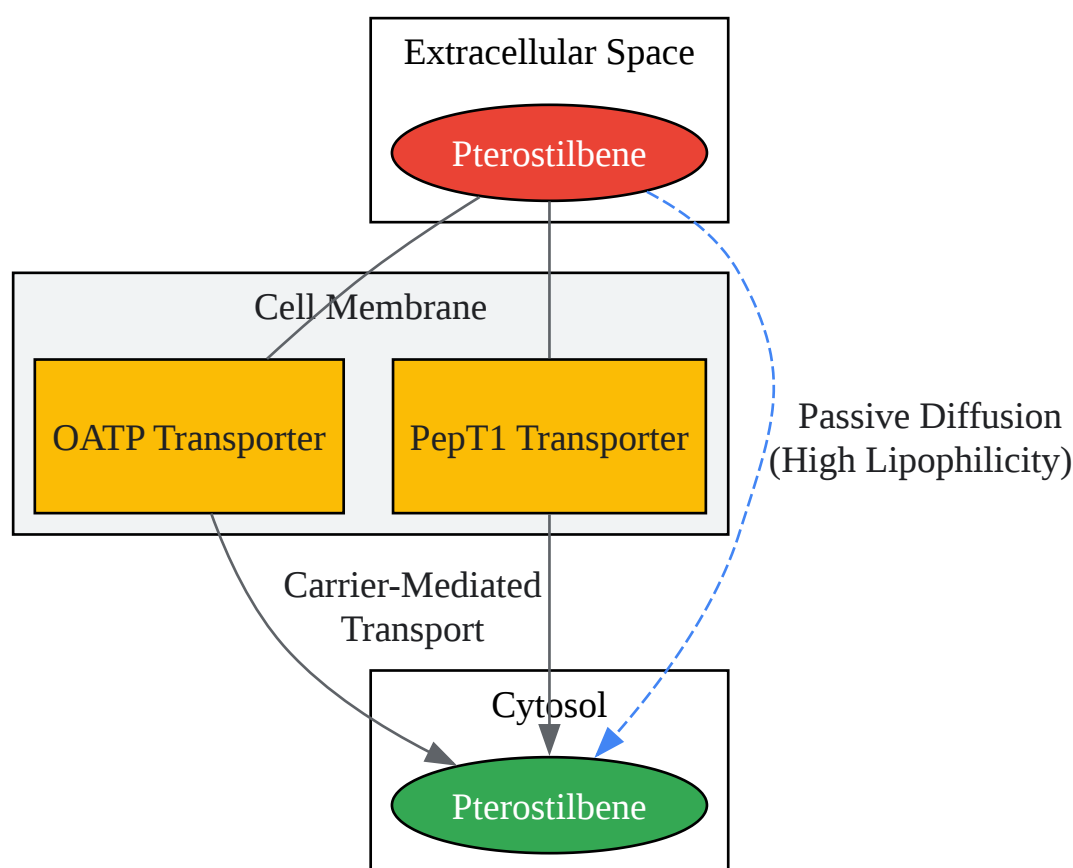 Extracellular Space
Pterostilbene
Cell Membrane
OATP Transporter
PepT1 Transporter
Passive Diffusion
(High Lipophilicity)
Carrier-Mediated
Transport
Cytosol
Pterostilbene